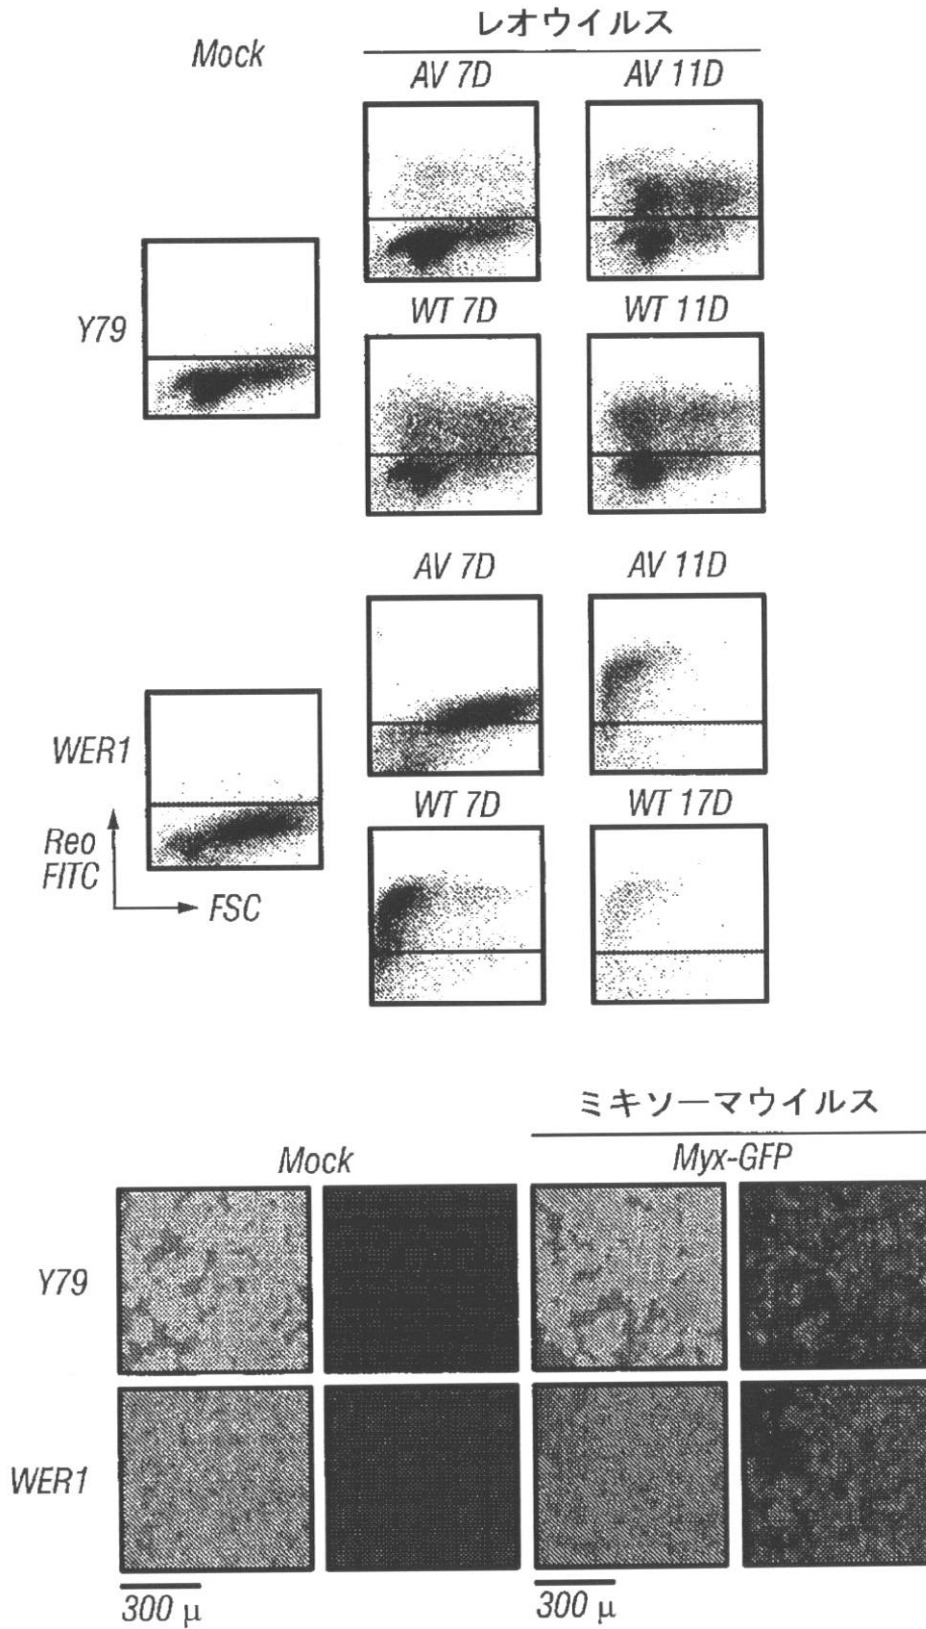 レオウイルス
Mock
AV 7D
AV 11D
Y79
WT 7D
WT 11D
AV 7D
AV 11D
WER1
WT 7D
WT 17D
Reo
FITC
FSC
ミキソーマウイルス
Mock
Myx-GFP
Y79
WER1
300 μ
300 μ